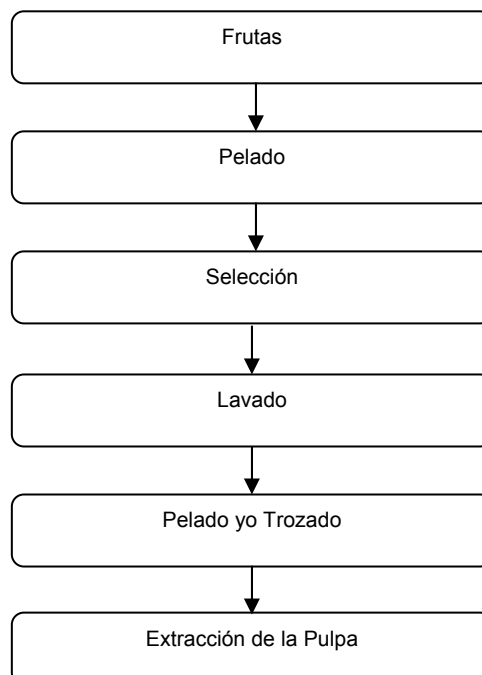 Frutas
Pelado
Selección
Lavado
Pelado yo Trozado
Extracción de la Pulpa